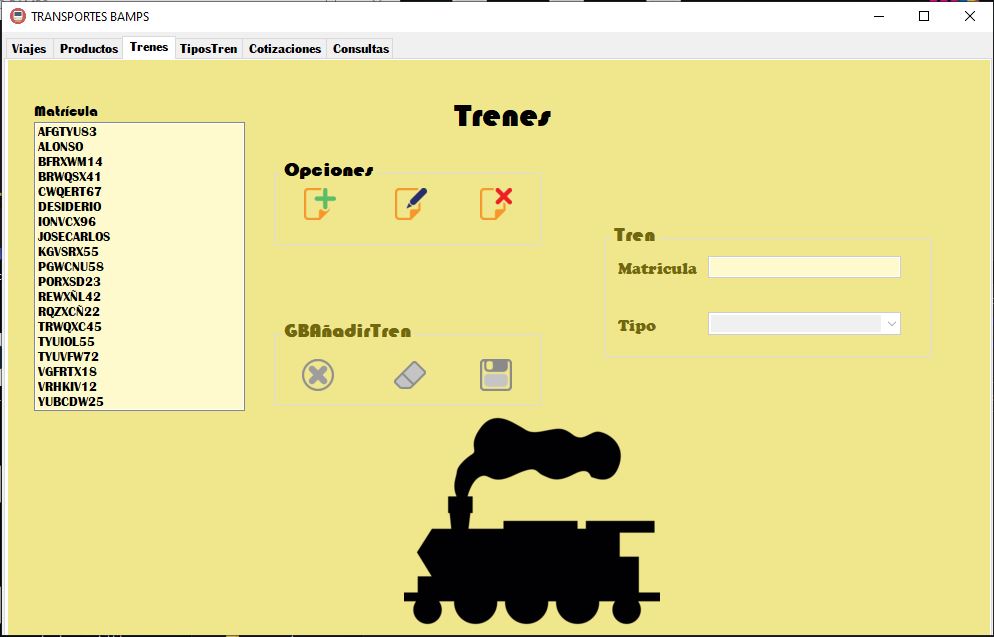 TRANSPORTES BAMPS
Viajes Productos Trenes TiposTren Cotizaciones Consultas
Matrícula
Trenes
AFGTYU83
ALONSO
BFRXWM14
BRWQSX41
CWQERT67
DESIDERIO
IONVCX96
JOSECARLOS
KGVSRX55
PGWCNU58
PORXSD23
REWXÑL42
RQZXCÑ22
TRWQXC45
TYUIOL55
TYUVFW72
VGFRTX18
VRHKIV12
YUBCDW25
Opciones
GBAñadirTren
Tren
Matricula
Tipo